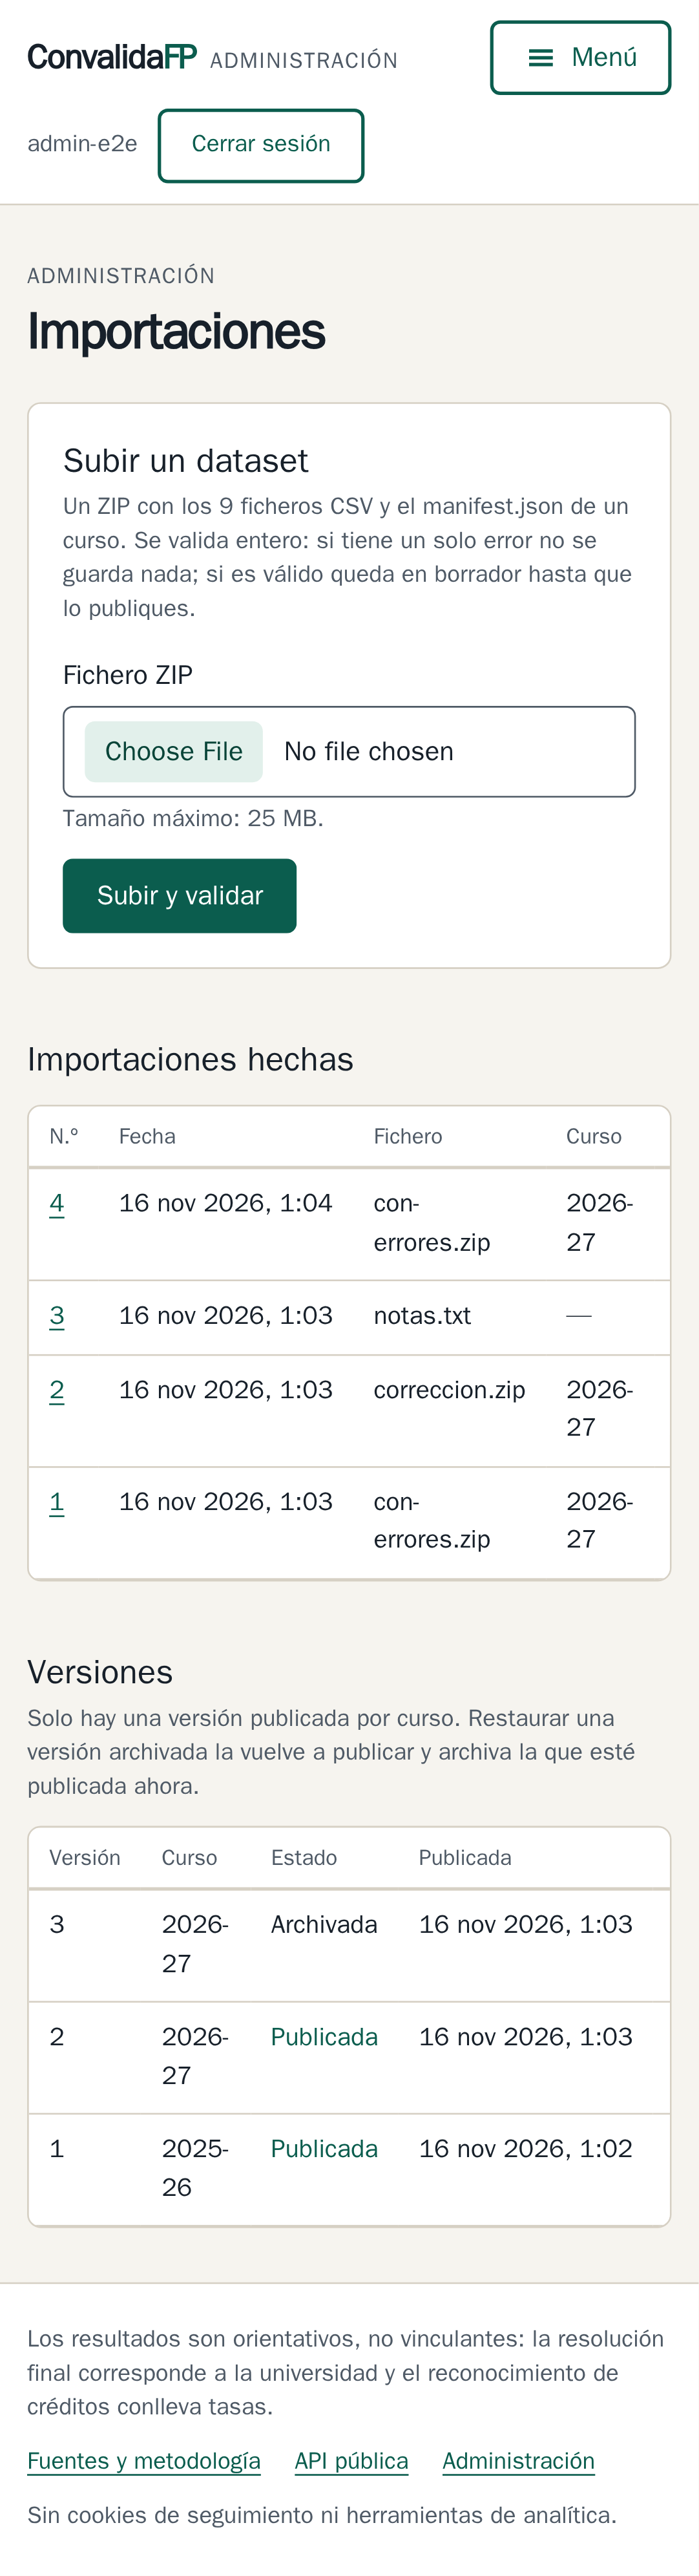 ConvalidaFP ADMINISTRACIÓN
Menú
admin-e2e
Cerrar sesión
ADMINISTRACIÓN
Importaciones
Subir un dataset
Un ZIP con los 9 ficheros CSV y el manifest.json de un
curso. Se valida entero: si tiene un solo error no se
guarda nada; si es válido queda en borrador hasta que
lo publiques.
Fichero ZIP
Choose File No file chosen
Tamaño máximo: 25 MB.
Subir y validar
Importaciones hechas
N.º Fecha Fichero Curso
4 16 nov 2026, 1:04 con- 2026-
errores.zip 27
3 16 nov 2026, 1:03 notas.txt —
2 16 nov 2026, 1:03 correccion.zip 2026-
27
1 16 nov 2026, 1:03 con- 2026-
errores.zip 27
Versiones
Solo hay una versión publicada por curso. Restaurar una
versión archivada la vuelve a publicar y archiva la que esté
publicada ahora.
Versión Curso Estado Publicada
3 2026- Archivada 16 nov 2026, 1:03
27
2 2026- Publicada 16 nov 2026, 1:03
27
1 2025- Publicada 16 nov 2026, 1:02
26
Los resultados son orientativos, no vinculantes: la resolución
final corresponde a la universidad y el reconocimiento de
créditos conlleva tasas.
Fuentes y metodología API pública Administración
Sin cookies de seguimiento ni herramientas de analítica.